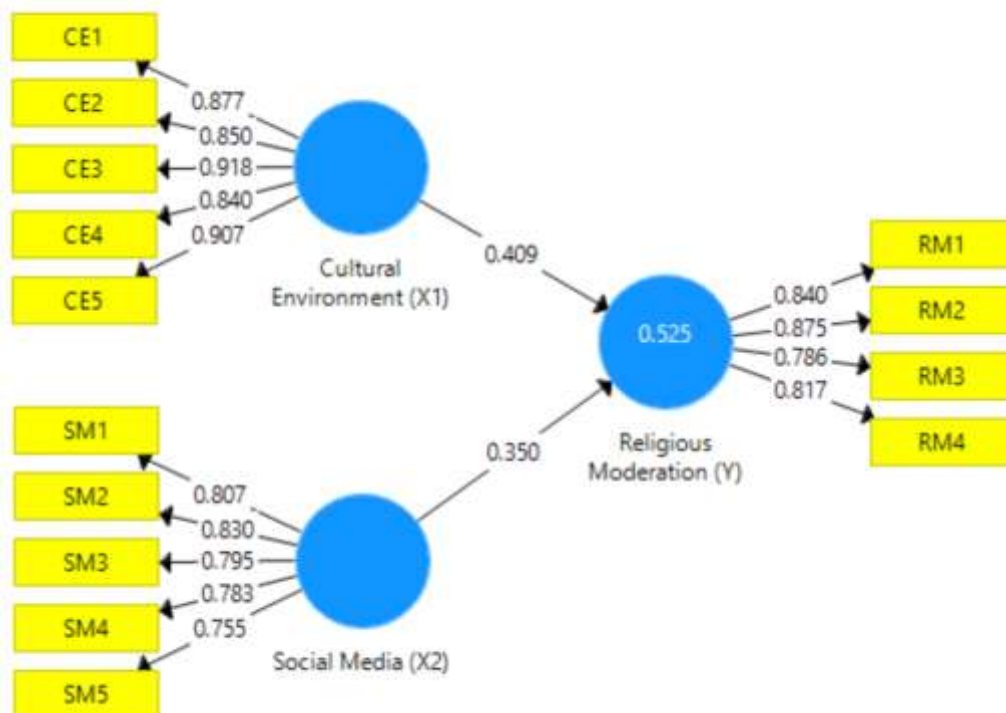 CE1
CE2
CE3
CE4
CE5
0.877
0.850
0.918
0.840
0.907
Cultural
Environment (X1)
0.409
SM1
SM2
SM3
SM4
SM5
0.807
0.830
0.795
0.783
0.755
Social Media (X2)
0.350
0.525
Religious
Moderation (Y)
0.840
0.875
0.786
0.817
RM1
RM2
RM3
RM4